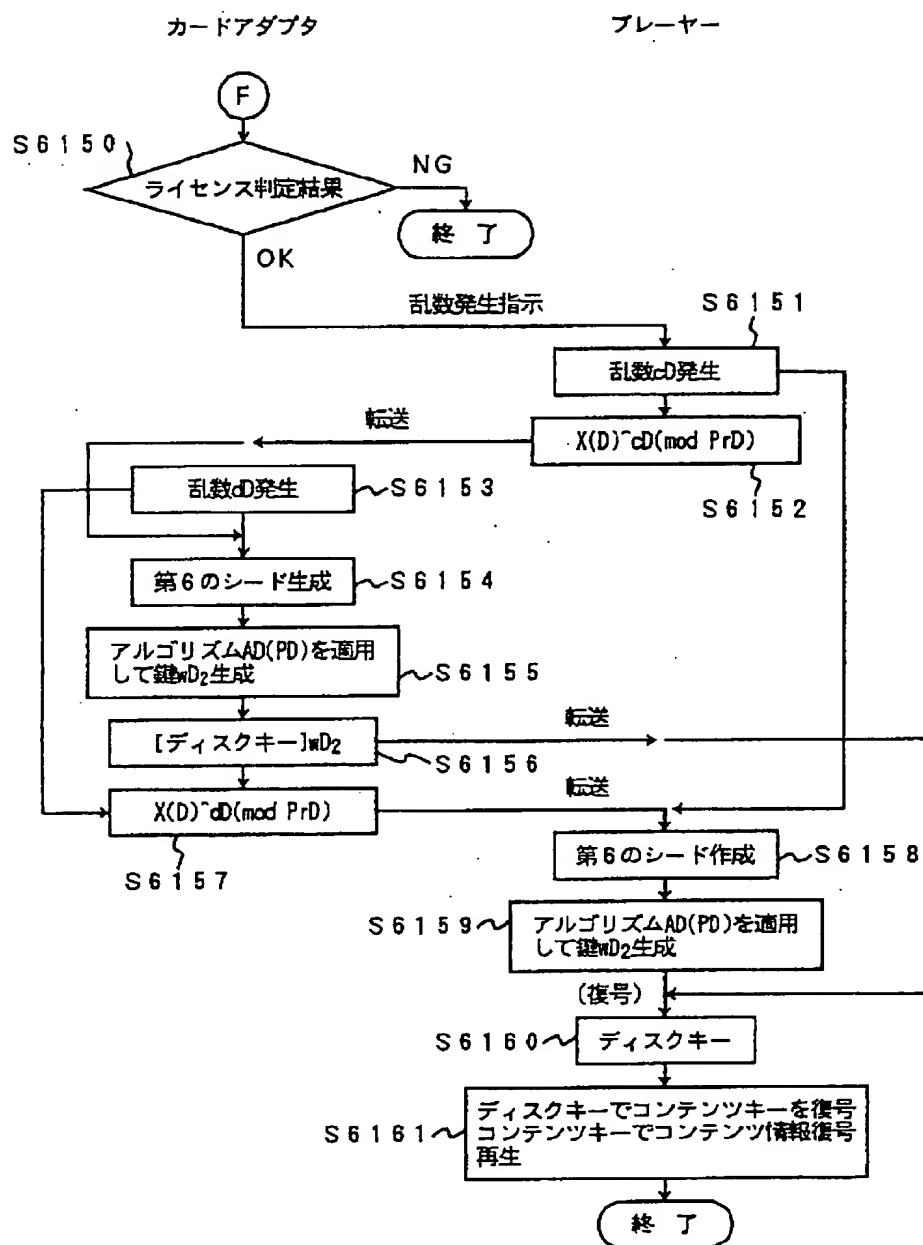 カードアダプタ
プレーヤー
F
S6150
ライセンス判定結果
NG
終 了
OK
乱数発生指示
S6151
乱数cD発生
転送
X(D)^cD(mod PrD)
S6152
乱数dD発生
S6153
第6のシード生成
S6154
アルゴリズムAD(PD)を適用
して鍵wD2生成
S6155
転送
[ディスクキー]wD2
S6156
転送
X(D)^dD(mod PrD)
S6157
第6のシード作成
S6158
S6159
アルゴリズムAD(PD)を適用
して鍵wD2生成
(復号)
S6160
ディスクキー
S6161
ディスクキーでコンテンツキーを復号
コンテンツキーでコンテンツ情報復号
再生
終 了